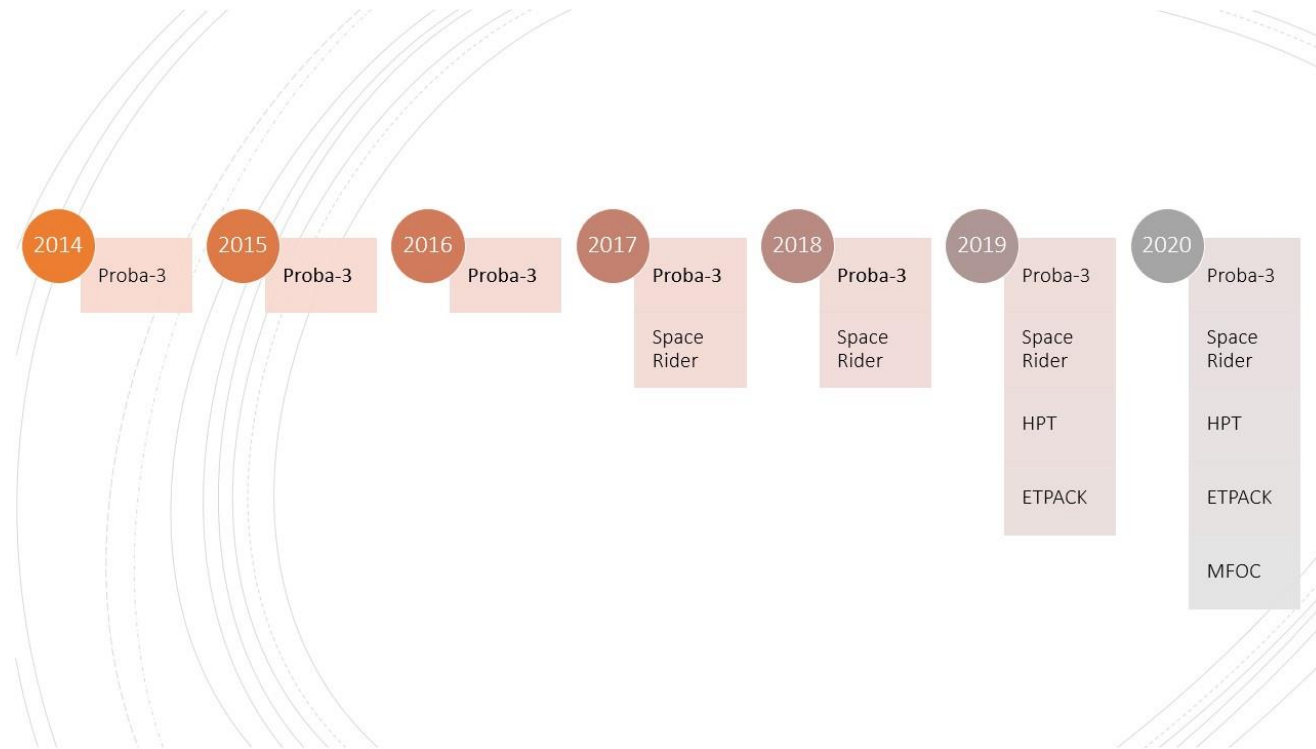 2014
Proba-3
2015
Proba-3
2016
Proba-3
2017
Proba-3
Space
Rider
2018
Proba-3
Space
Rider
2019
Proba-3
Space
Rider
HPT
ETPACK
2020
Proba-3
Space
Rider
HPT
ETPACK
MFOC